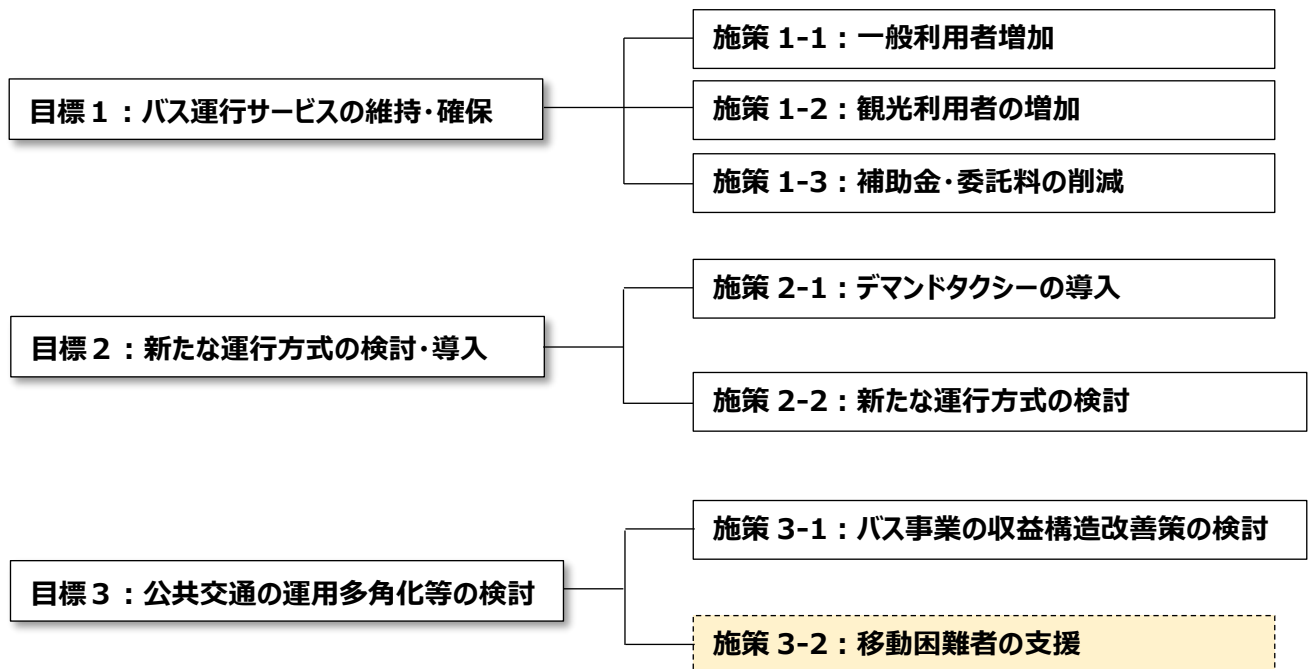 目標１：バス運行サービスの維持・確保
施策 1-1：一般利用者増加
施策 1-2：観光利用者の増加
施策 1-3：補助金・委託料の削減
目標２：新たな運行方式の検討・導入
施策 2-1：デマンドタクシーの導入
施策 2-2：新たな運行方式の検討
目標３：公共交通の運用多角化等の検討
施策 3-1：バス事業の収益構造改善策の検討
施策 3-2：移動困難者の支援